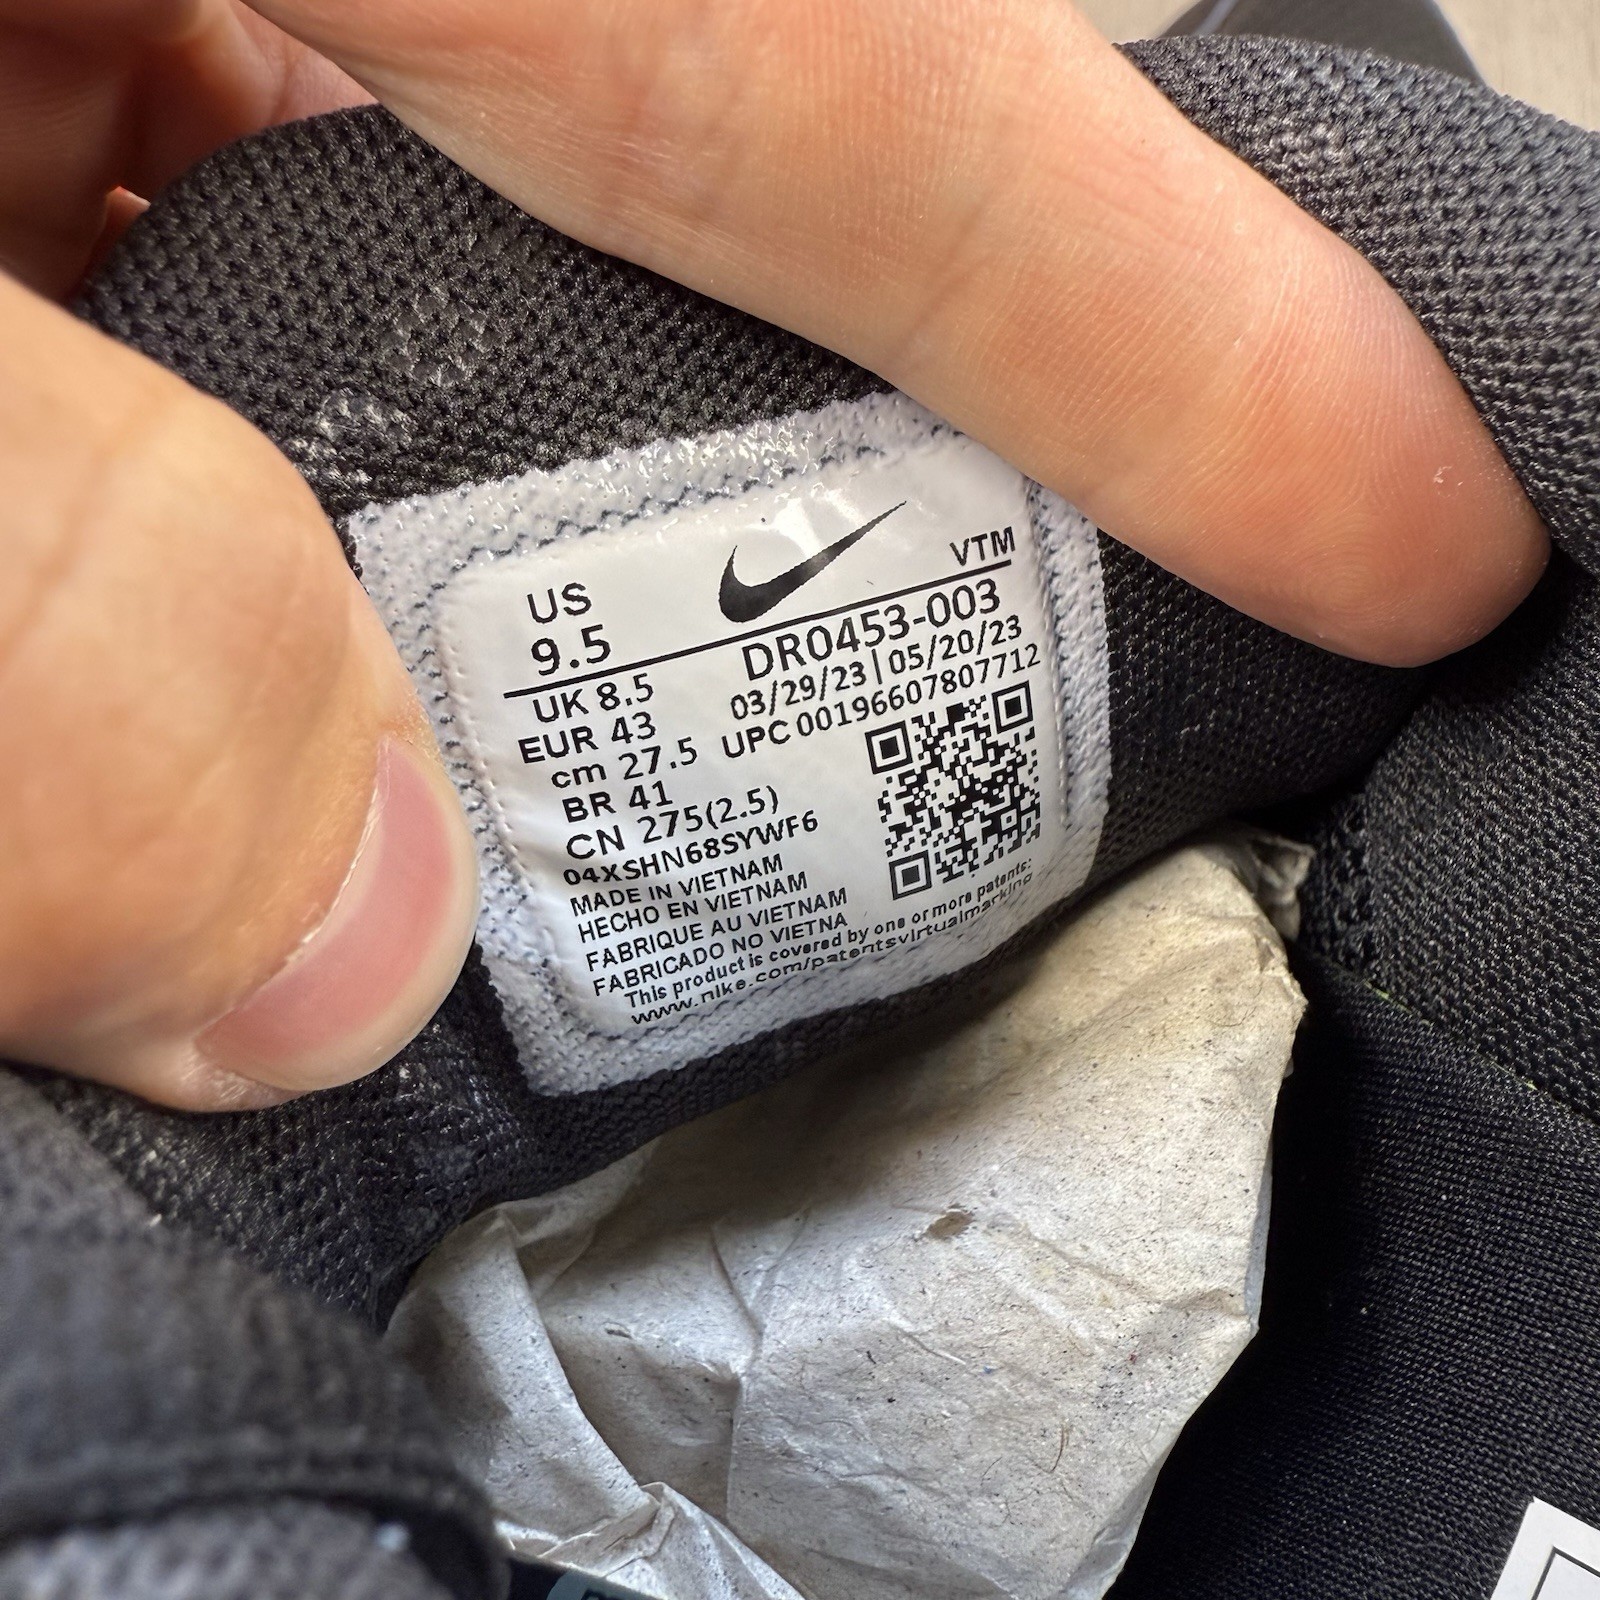 VTM
US
9.5
DR0453-003
03/29/23|05/20/23
UPC 00196607807712
UK 8.5
EUR 43
cm 27.5
BR 41
CN 275(2.5)
04XSHN68SYWF6
MADE IN VIETNAM
HECHO EN VIETNAM
FABRIQUE AU VIETNAM
FABRICADO NO VIETNA
This product is covered by one or more patents:
www.nike.com/patentsvirtualmarking